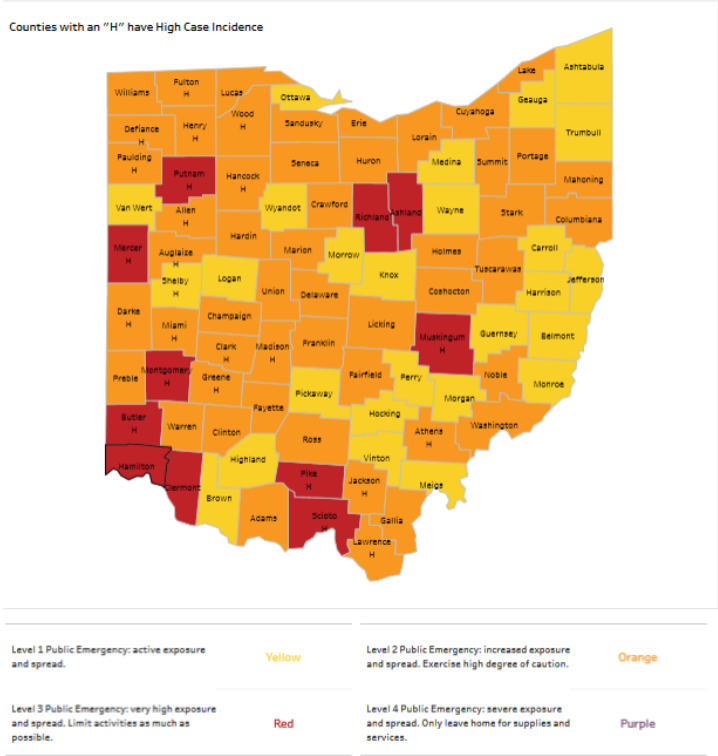 Counties with an "H" have High Case Incidence
Ashtabula
Lake
Fulton
H
Williams
Lucas
Ottawa
Geauga
Wood
H
Cuyahoga
Sandusky
Erie
Henry
H
Defiance
H
Trumbull
Lorain
Paulding
H
Seneca
Huron
Medina
Summit
Portage
Putnam
H
Hancock
H
Mahoning
Van Wert
Allen
H
Wyandot
Crawford
Richland
Ashland
Wayne
Stark
Columbiana
Hardin
Mercer
H
Auglaize
H
Marion
Morrow
Holmes
Carroll
Tuscarawas
Knox
Shelby
H
Logan
Jefferson
Union
Delaware
Coshocton
Harrison
Darke
H
Champaign
Miami
H
Licking
Guernsey
Belmont
Muskingum
H
Clark
H
Madison
H
Franklin
Montgomery
H
Preble
Greene
H
Fairfield
Perry
Noble
Monroe
Pickaway
Morgan
Fayette
Hocking
Butler
H
Warren
Clinton
Athens
H
Washington
Ross
Highland
Vinton
Hamilton
Clermont
Pike
H
Jackson
H
Meigs
Brown
Adams
Scioto
H
Gallia
Lawrence
H
Level 1 Public Emergency: active exposure
and spread.
Yellow
Level 2 Public Emergency: increased exposure
and spread. Exercise high degree of caution.
Orange
Level 3 Public Emergency: very high exposure
and spread. Limit activities as much as
possible.
Red
Level 4 Public Emergency: severe exposure
and spread. Only leave home for supplies and
services.
Purple